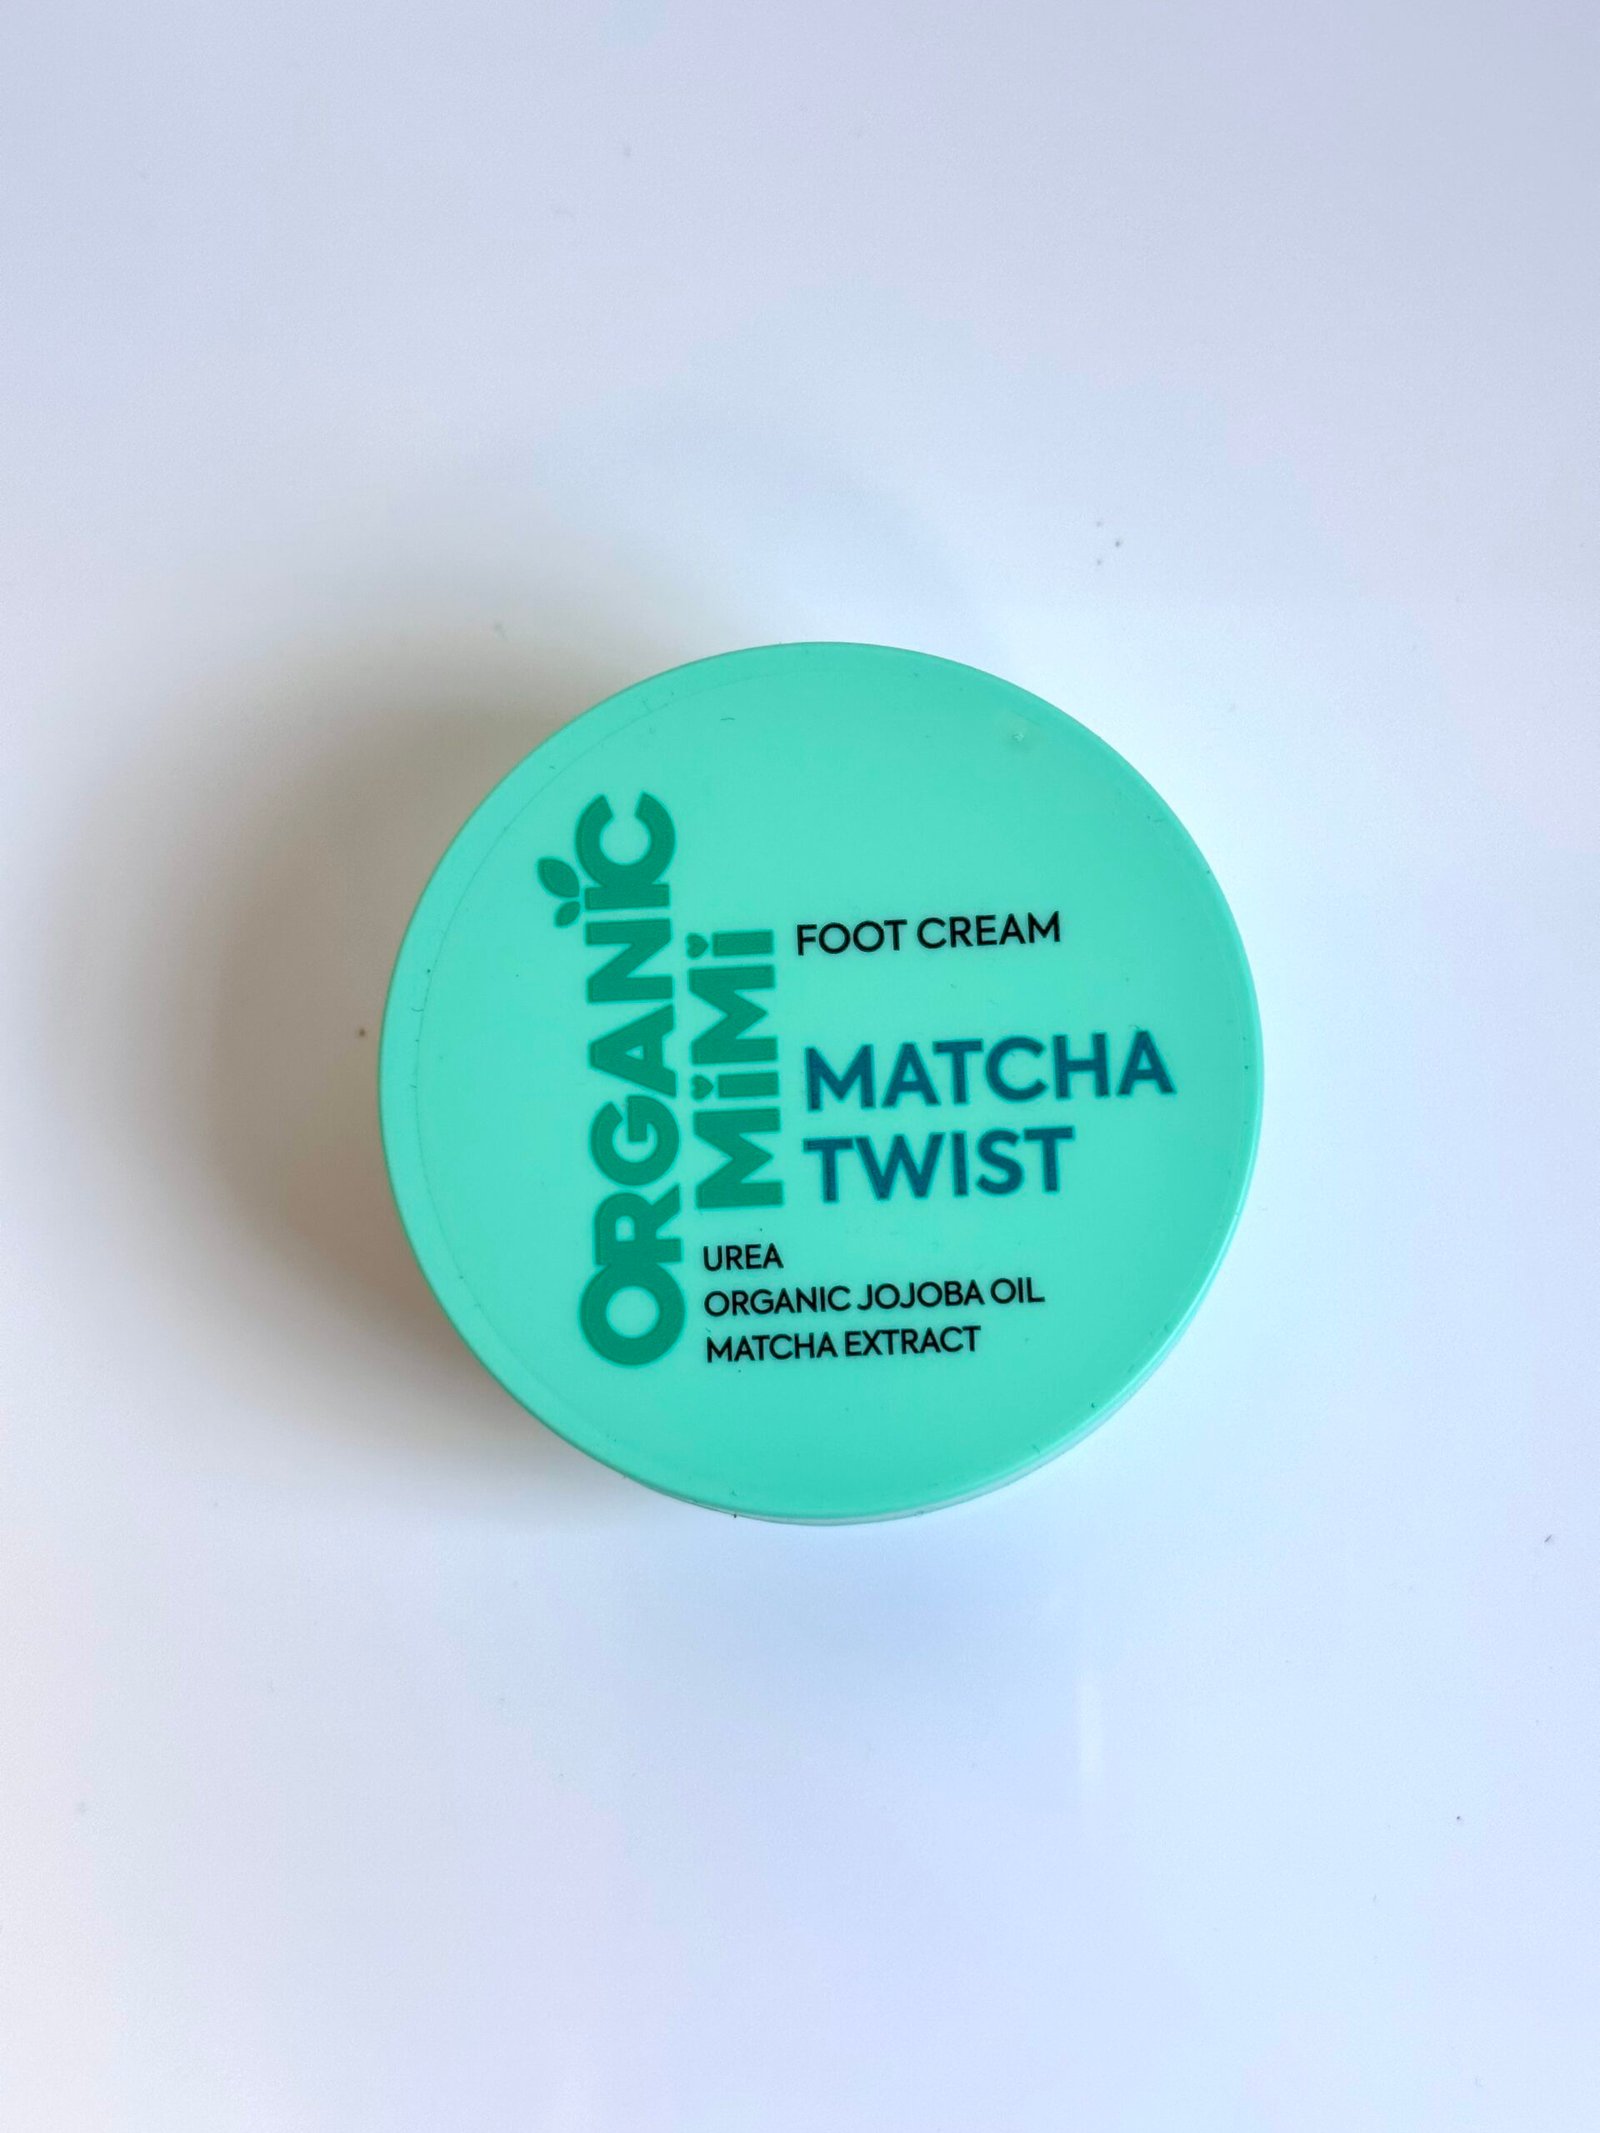 ORGANIC
MiMi
FOOT CREAM
MATCHA
TWIST
UREA
ORGANIC JOJOBA OIL
MATCHA EXTRACT